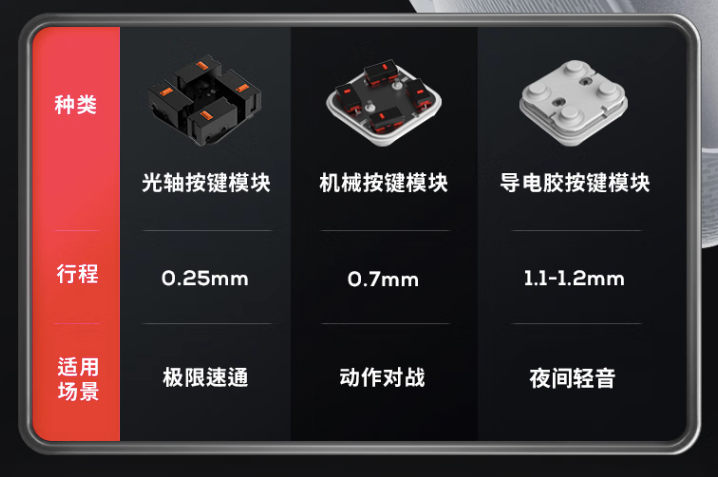 种类
光轴按键模块
机械按键模块
导电胶按键模块
行程
0.25mm
0.7mm
1.1-1.2mm
适用
场景
极限速通
动作对战
夜间轻音